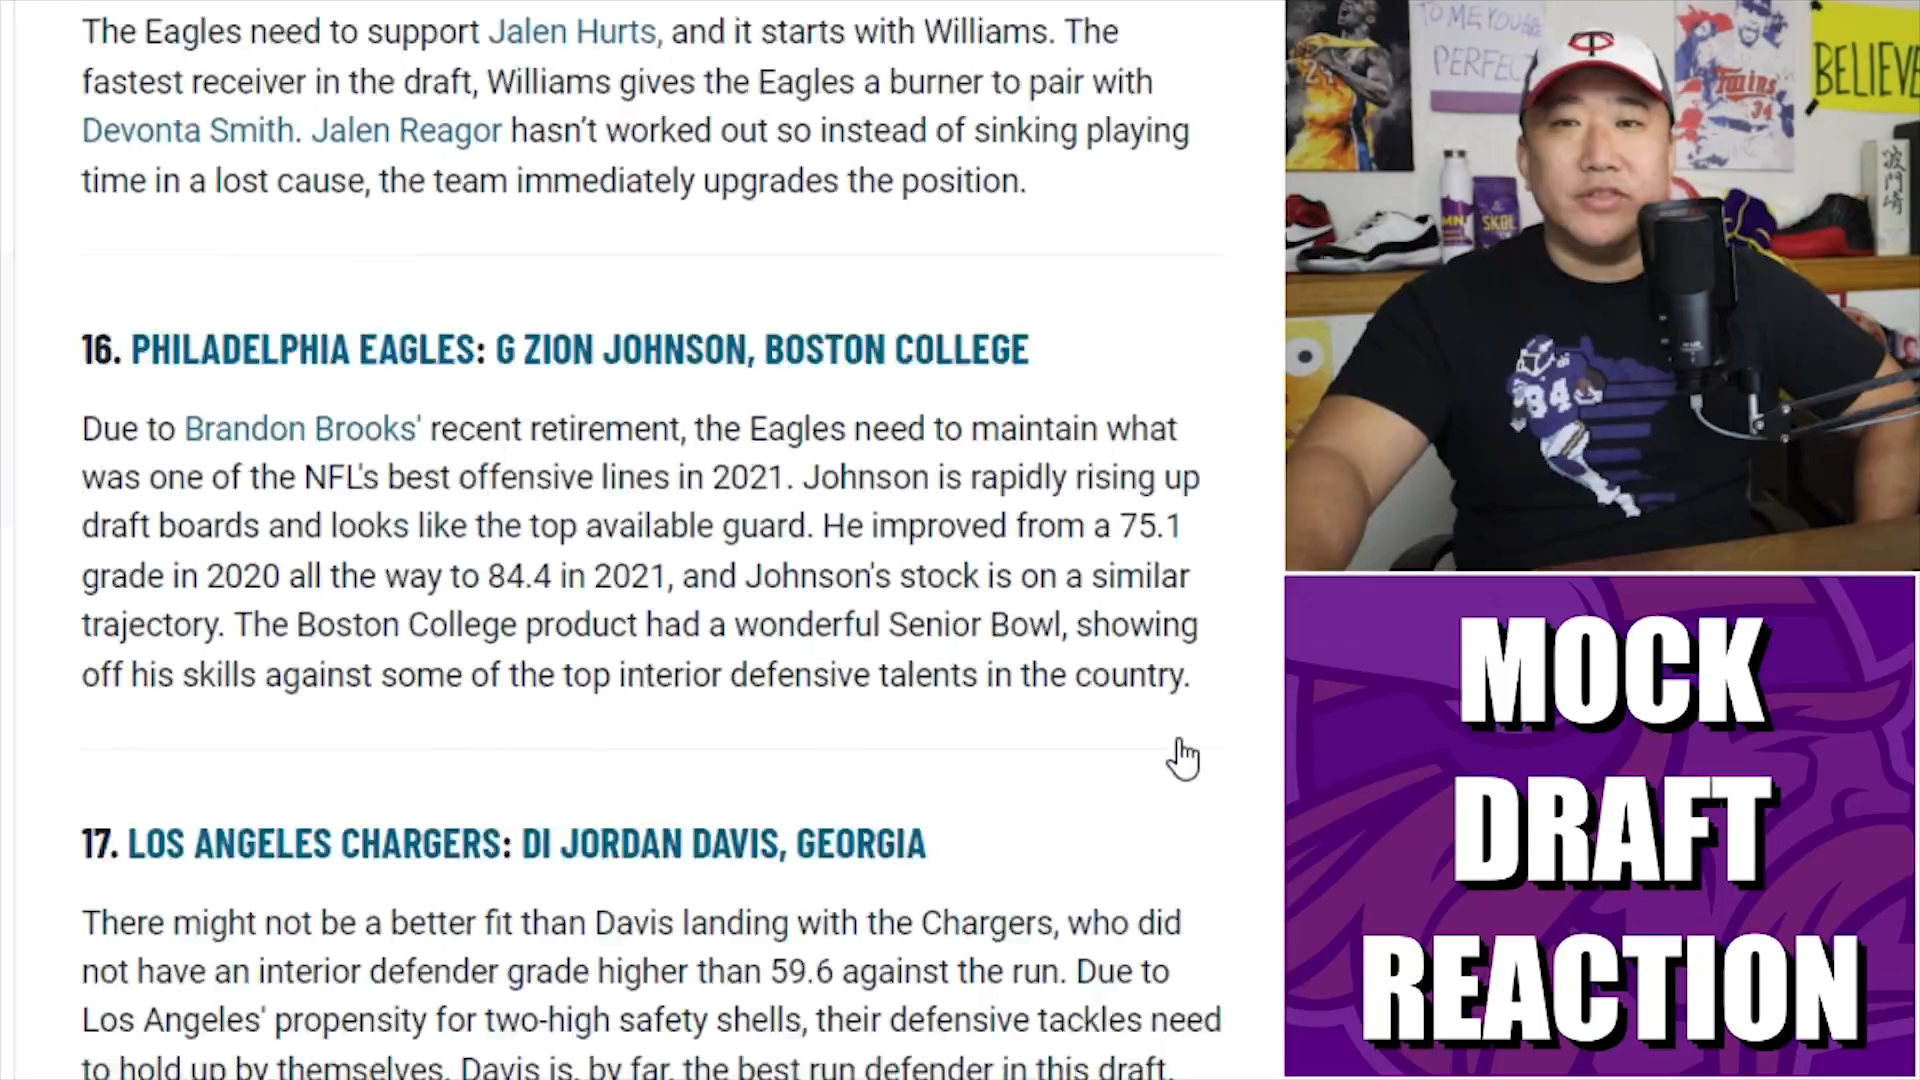 The Eagles need to support Jalen Hurts, and it starts with Williams. The
fastest receiver in the draft, Williams gives the Eagles a burner to pair with
Devonta Smith. Jalen Reagor hasn't worked out so instead of sinking playing
time in a lost cause, the team immediately upgrades the position.
16. PHILADELPHIA EAGLES: G ZION JOHNSON, BOSTON COLLEGE
Due to Brandon Brooks' recent retirement, the Eagles need to maintain what
was one of the NFL's best offensive lines in 2021. Johnson is rapidly rising up
draft boards and looks like the top available guard. He improved from a 75.1
grade in 2020 all the way to 84.4 in 2021, and Johnson's stock is on a similar
trajectory. The Boston College product had a wonderful Senior Bowl, showing
off his skills against some of the top interior defensive talents in the country.
17. LOS ANGELES CHARGERS: DI JORDAN DAVIS, GEORGIA
There might not be a better fit than Davis landing with the Chargers, who did
not have an interior defender grade higher than 59.6 against the run. Due to
Los Angeles' propensity for two-high safety shells, their defensive tackles need
to hold up by themselves. Davis is, by far, the best run defender in this draft.
TO ME YOU ARE
PERFECT
Twins
34
BELIEVE
MN
SKOL
84
MOCK
DRAFT
REACTION